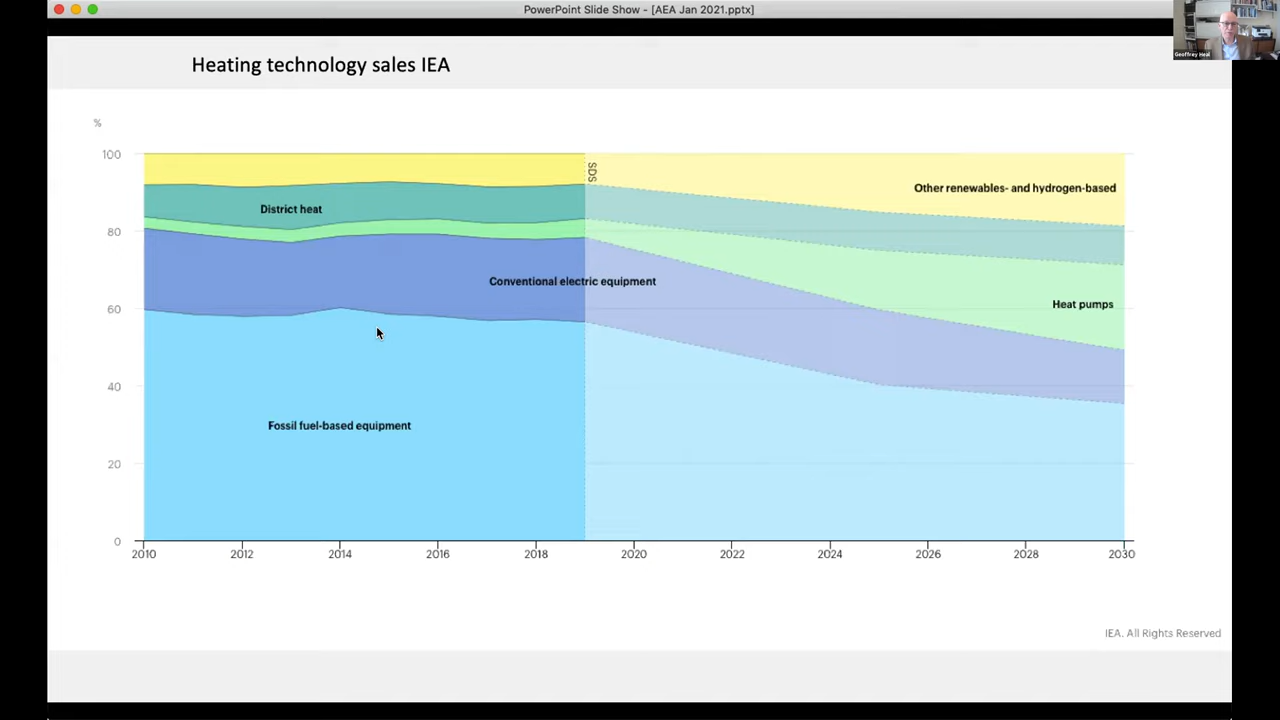 PowerPoint Slide Show - [AEA Jan 2021.pptx]
Geoffrey Heal
Heating technology sales IEA
%
100
80
60
40
20
0
SDS
Other renewables- and hydrogen-based
District heat
Conventional electric equipment
Heat pumps
Fossil fuel-based equipment
2010 2012 2014 2016 2018 2020 2022 2024 2026 2028 2030
IEA. All Rights Reserved